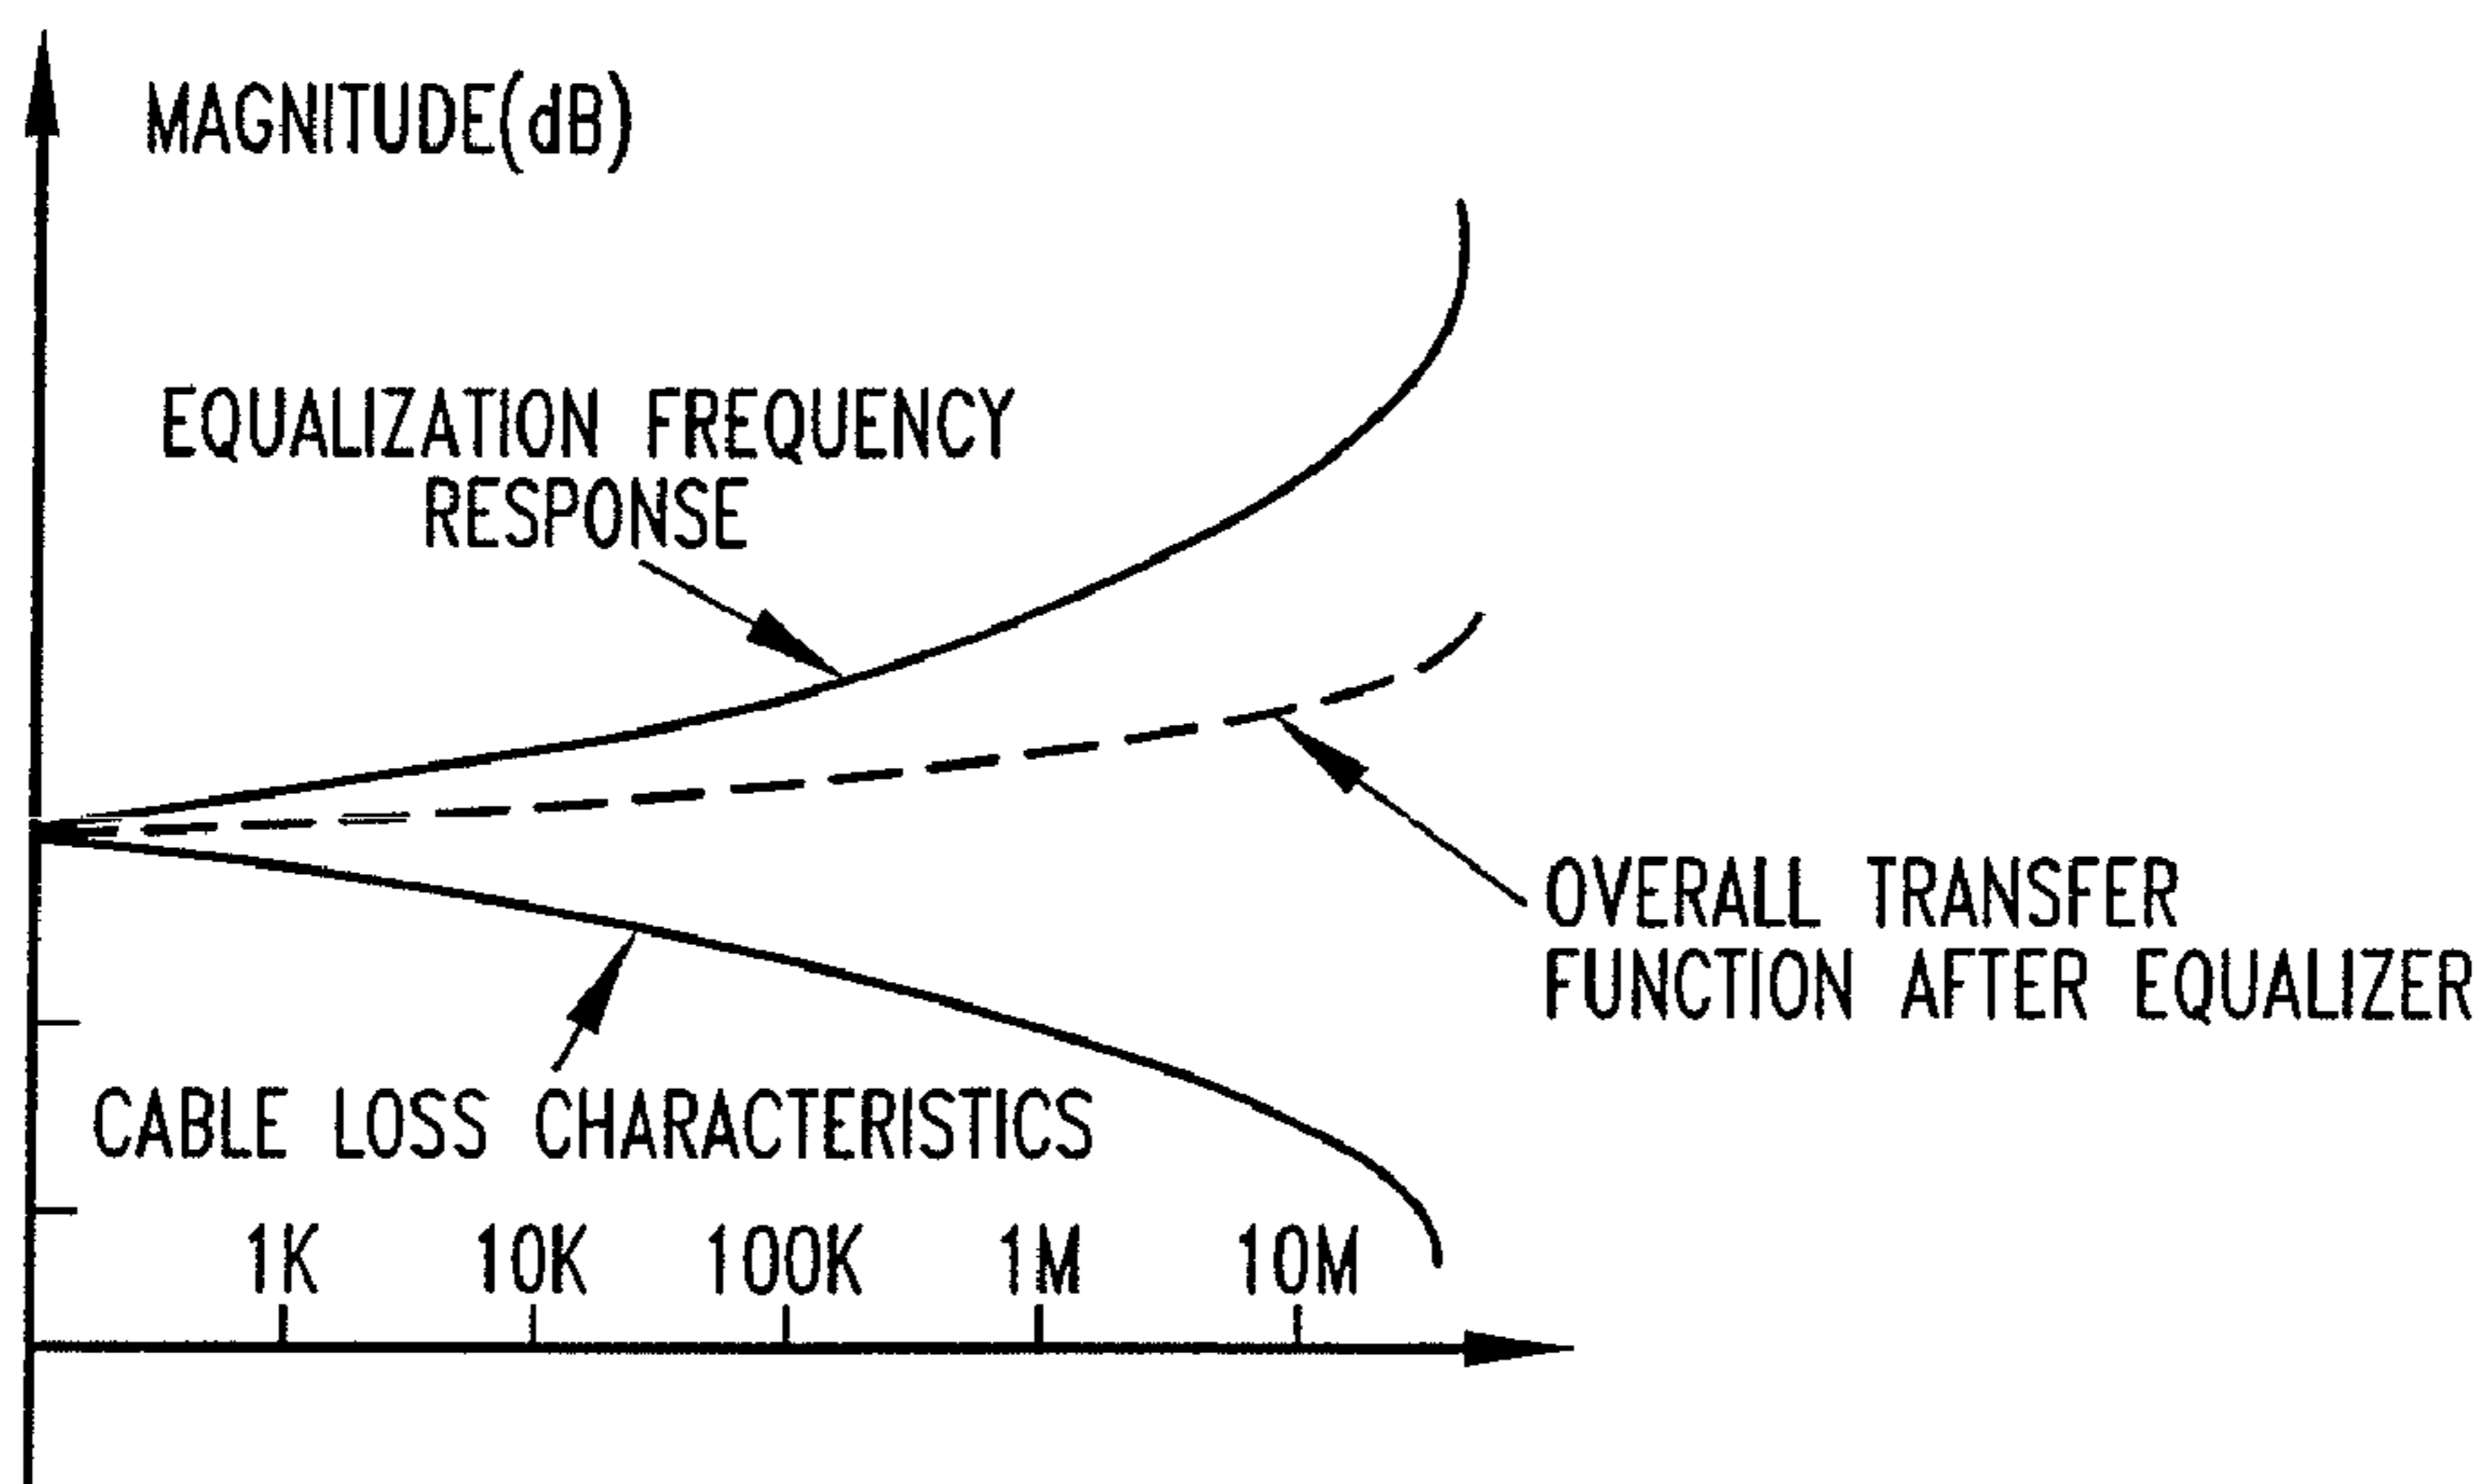 MAGNITUDE(dB)
EQUALIZATION FREQUENCY
RESPONSE
OVERALL TRANSFER
FUNCTION AFTER EQUALIZER
CABLE LOSS CHARACTERISTICS
1K 10K 100K 1M 10M